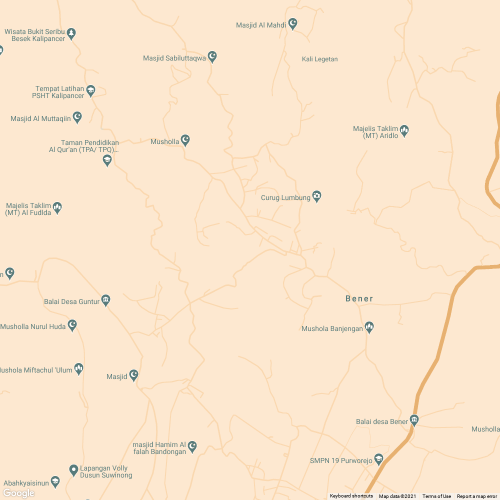 Masjid Al Mahdi
Wisata Bukit Seribu
Besek Kalipancer
Masjid Sabiluttaqwa
Kali Legetan
Tempat Latihan
PSHT Kalipancer
Masjid Al Muttaqiin
Majelis Taklim
(MT) Aridlo
Taman Pendidikan
Al Qur'an (TPA/ TPQ)...
Musholla
Curug Lumbung
Majelis Taklim
(MT) Al Fudlda
Balai Desa Guntur
Bener
Musholla Nurul Huda
Mushola Banjengan
Mushola Miftachul 'Ulum
Masjid
Balai desa Bener
Musholla
masjid Hamim Al
falah Bandongan
SMPN 19 Purworejo
Lapangan Volly
Dusun Suwinong
Abahkyaisinun
Google
Keyboard shortcuts
Map data ©2021
Terms of Use
Report a map error